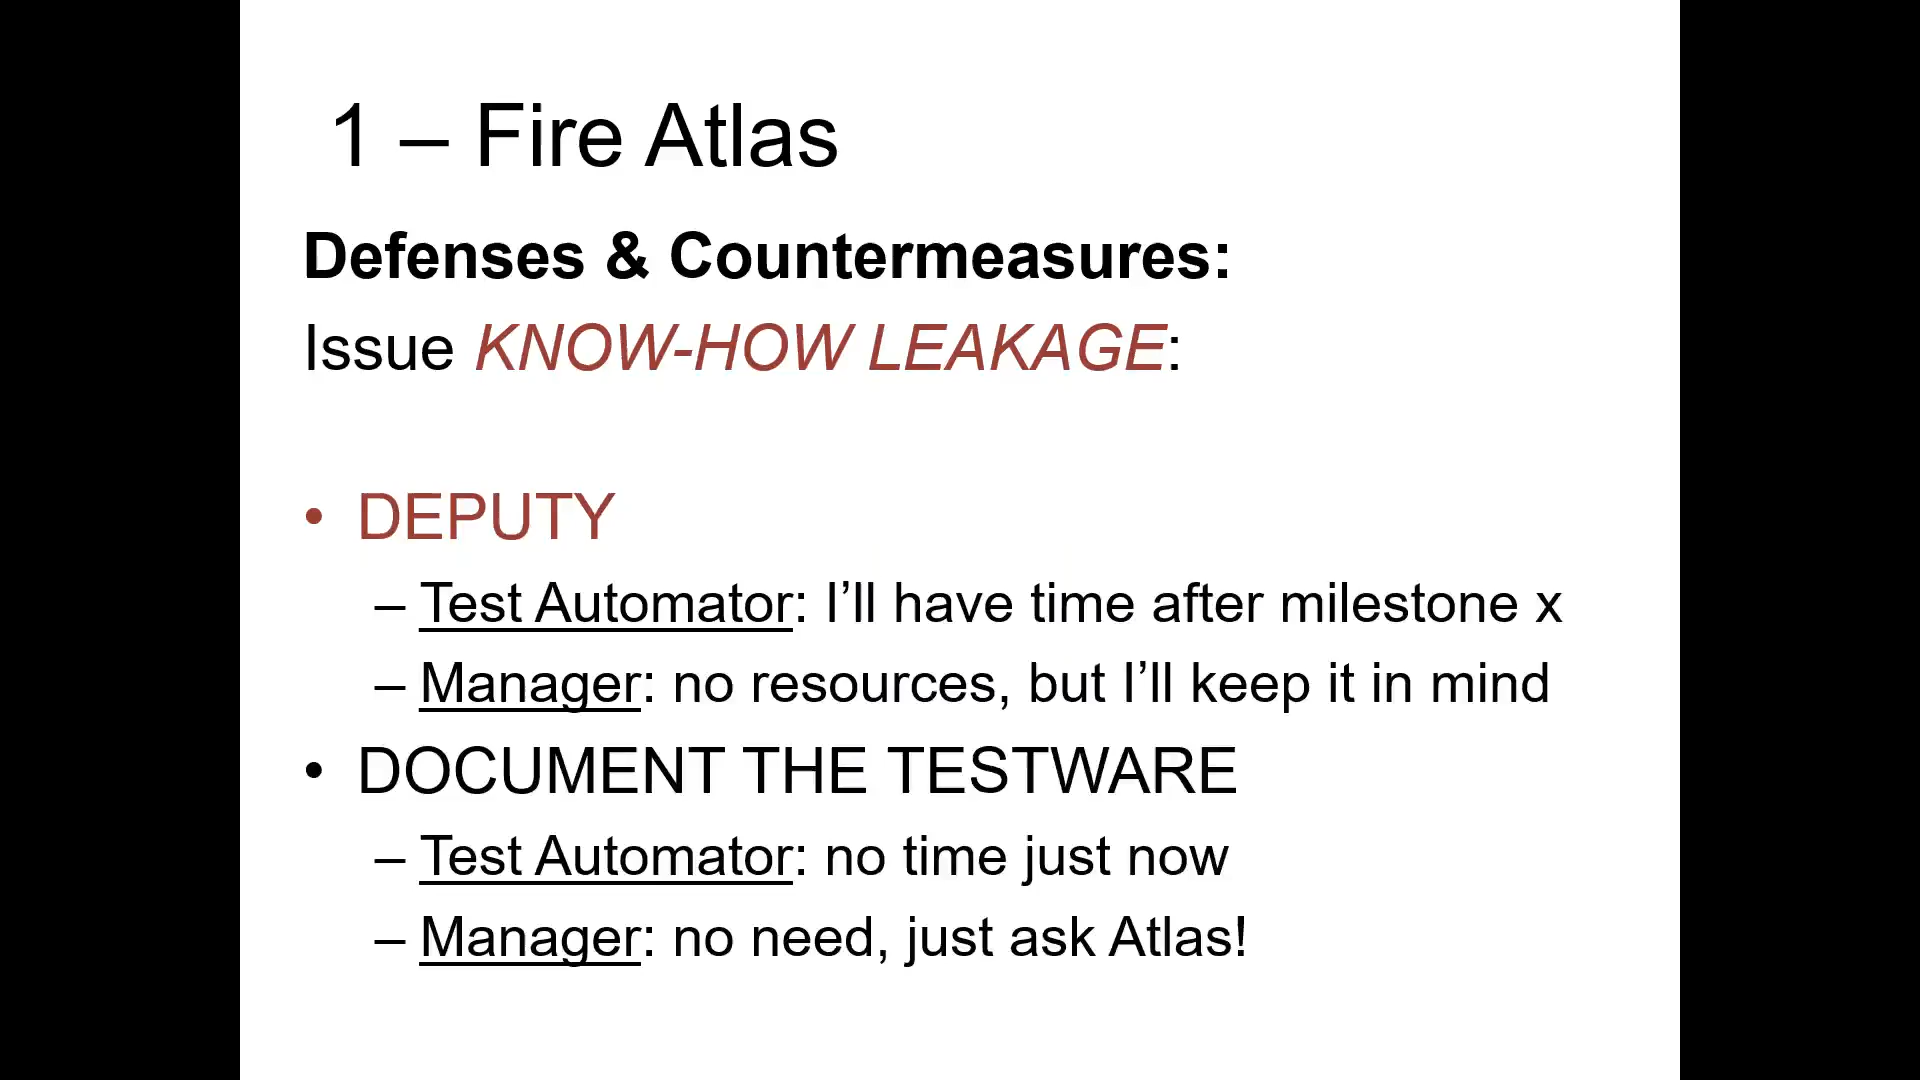 1 – Fire Atlas
Defenses & Countermeasures:
Issue KNOW-HOW LEAKAGE:
• DEPUTY
– Test Automator: I’ll have time after milestone x
– Manager: no resources, but I’ll keep it in mind
• DOCUMENT THE TESTWARE
– Test Automator: no time just now
– Manager: no need, just ask Atlas!